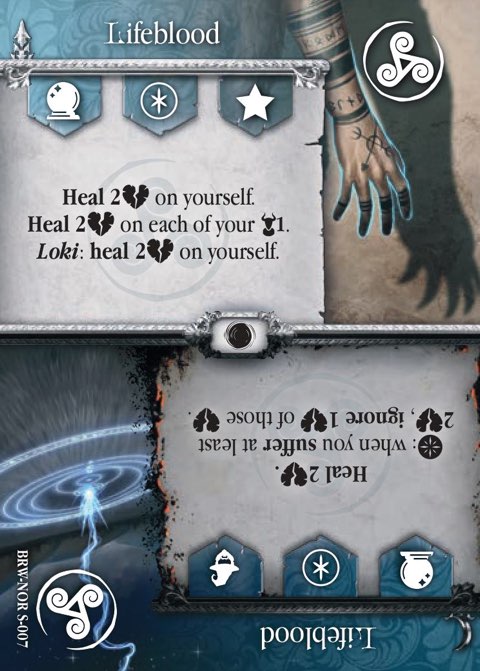 Lifeblood
Heal 2 on yourself.
Heal 2 on each of your 1.
Loki: heal 2 on yourself.
Lifeblood
Heal 2.
: when you suffer at least
2, ignore 1 of those.
BRW-NOR S-007